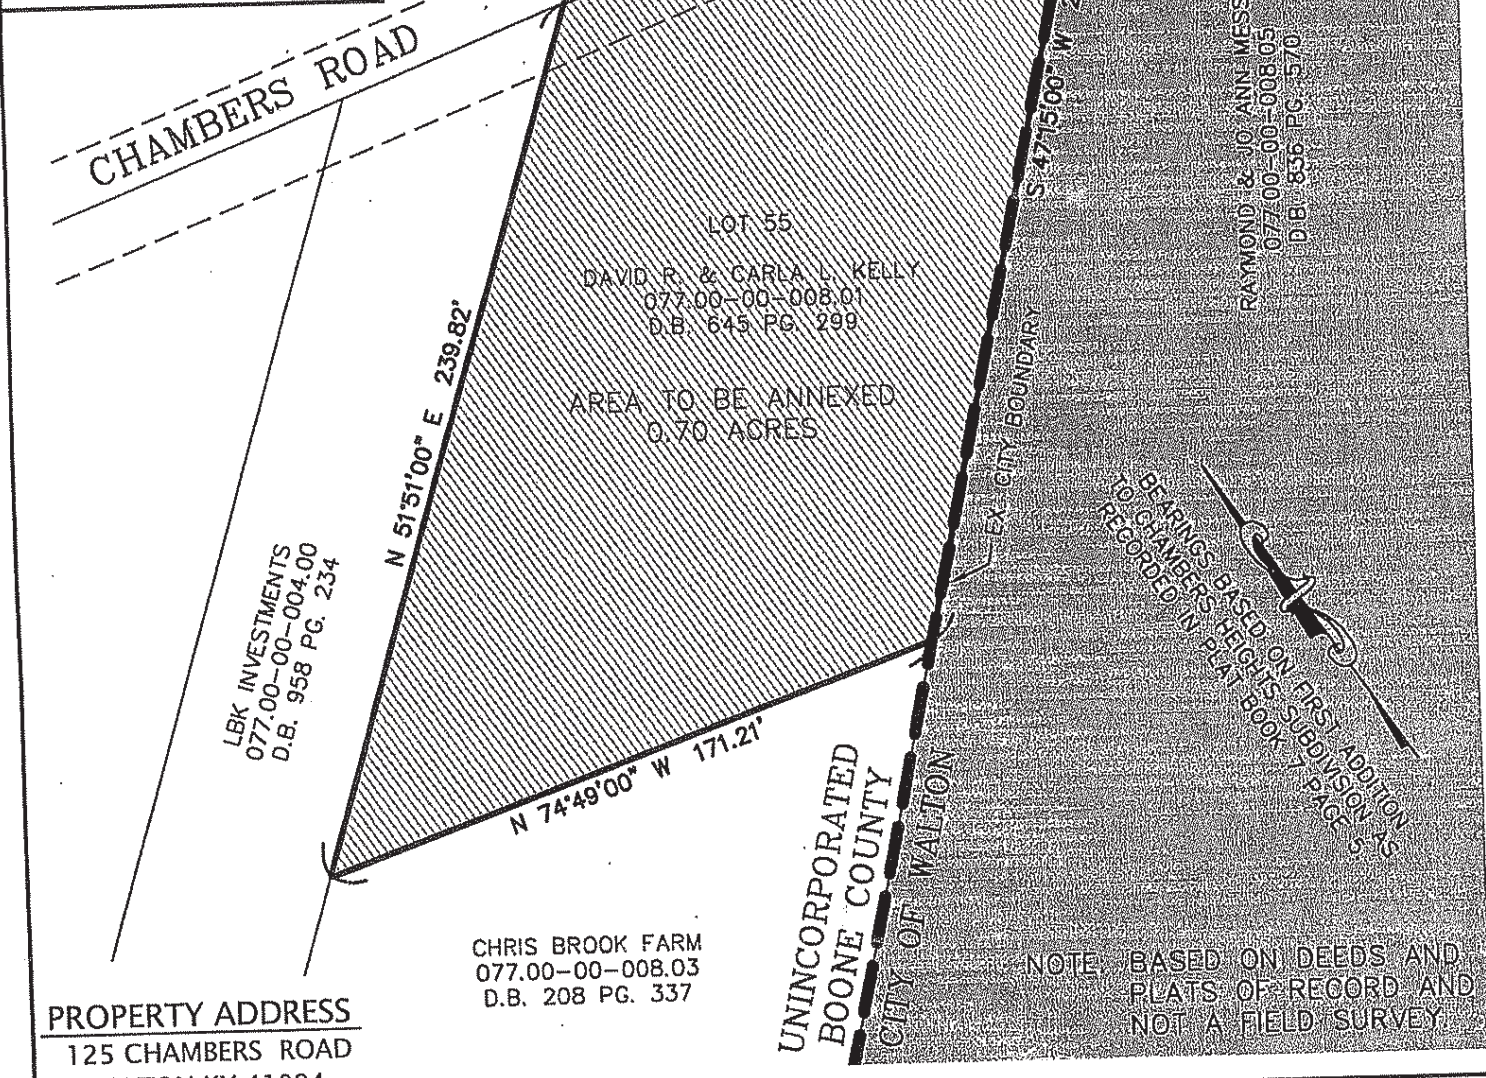 CHAMBERS ROAD
LOT 55
DAVID R. & CARLA L. KELLY
077.00-00-008.01
D.B. 645 PG. 299
AREA TO BE ANNEXED
0.70 ACRES
N 51°51'00" E 239.82'
LBK INVESTMENTS
077.00-00-004.00
D.B. 958 PG. 234
N 74°49'00" W 171.21'
S 47°15'00" W
EX. CITY BOUNDARY
RAYMOND & JO ANN
077.00-00-008.05
D.B. 836 PG. 570
BEARINGS BASED ON FIRST ADDITION
TO CHAMBERS HEIGHTS SUBDIVISION AS
RECORDED IN PLAT BOOK 7 PAGE 5
UNINCORPORATED
BOONE COUNTY
CITY OF WALTON
CHRIS BROOK FARM
077.00-00-008.03
D.B. 208 PG. 337
NOTE: BASED ON DEEDS AND
PLATS OF RECORD AND
NOT A FIELD SURVEY
PROPERTY ADDRESS
125 CHAMBERS ROAD